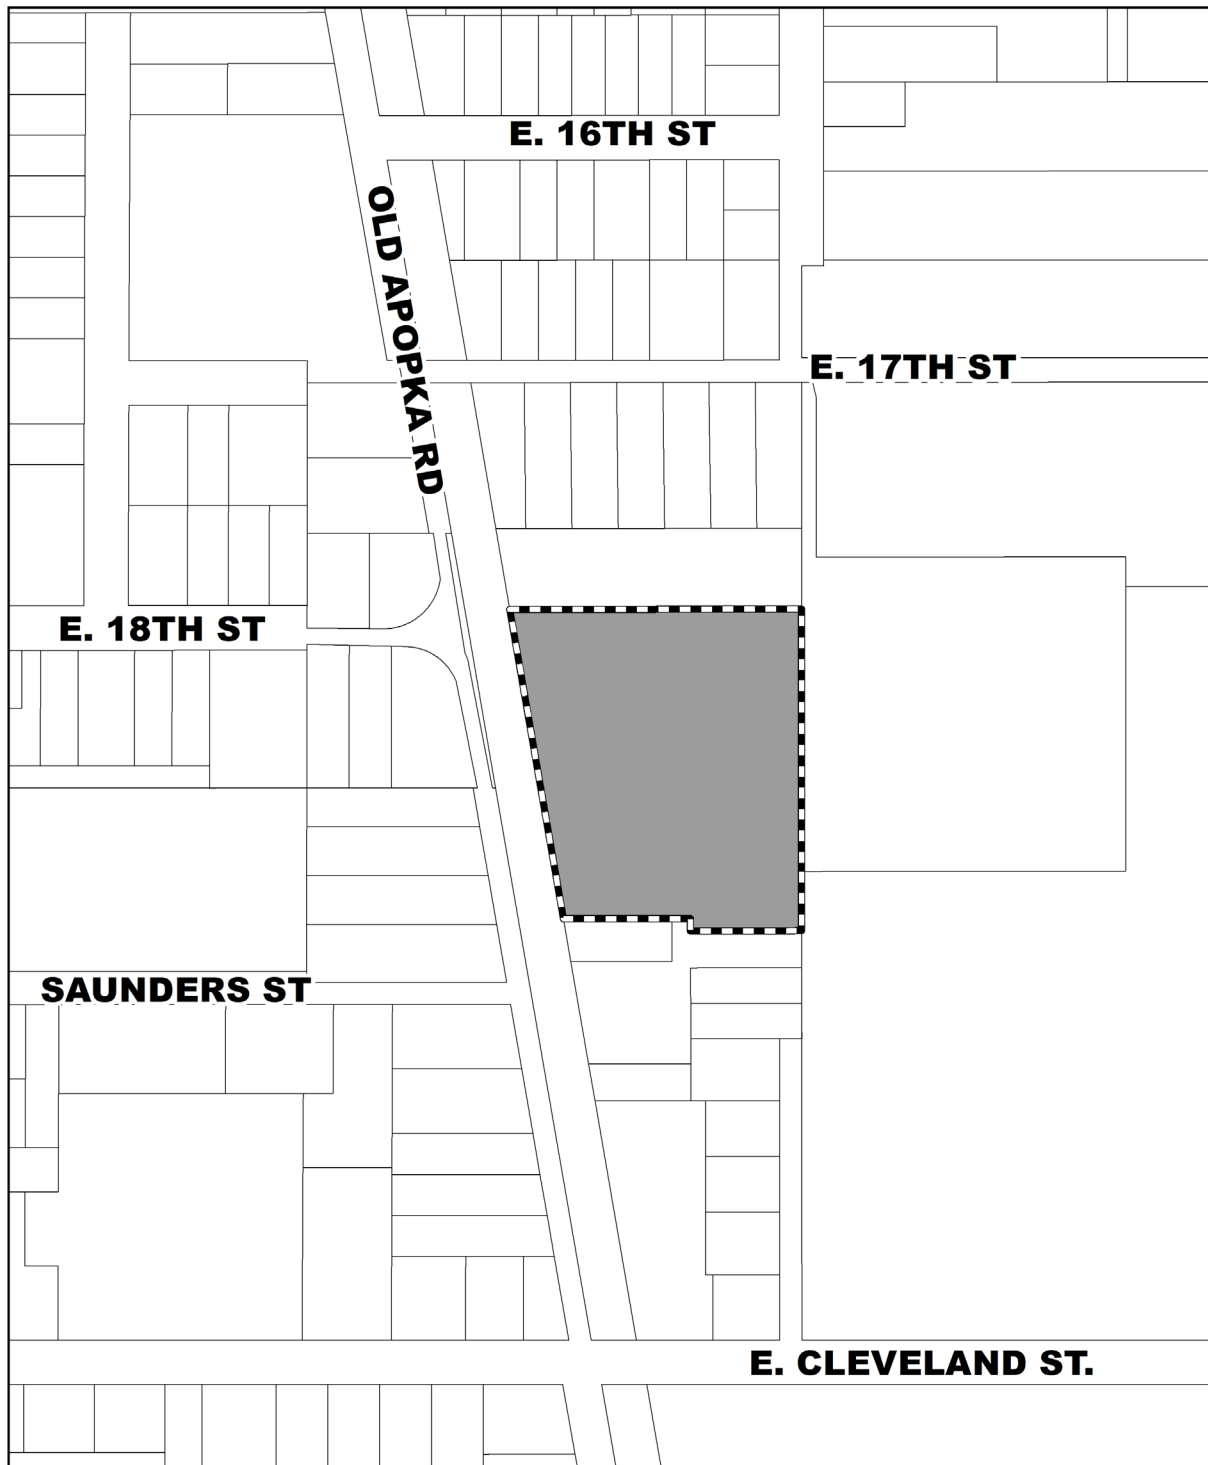 E. 16TH ST
OLD APOPKA RD
E. 17TH ST
E. 18TH ST
SAUNDERS ST
E. CLEVELAND ST.